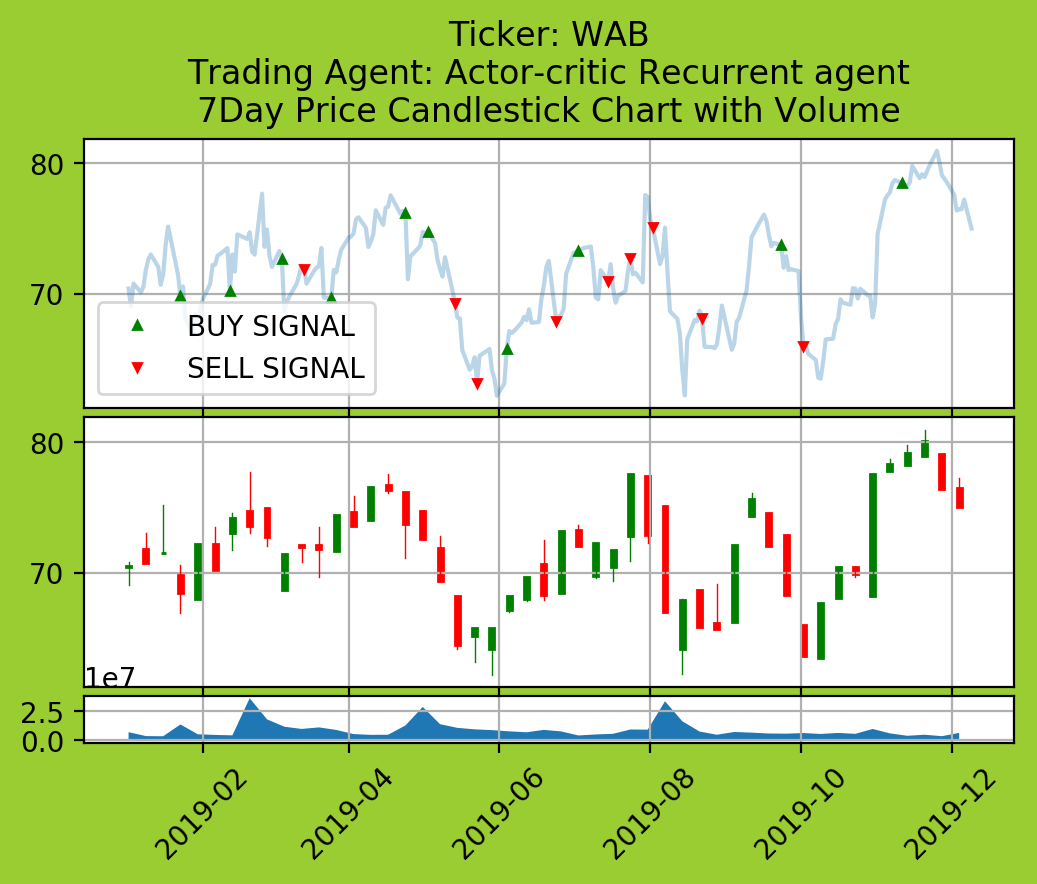 Ticker: WAB
Trading Agent: Actor-critic Recurrent agent
7Day Price Candlestick Chart with Volume
80
70
BUY SIGNAL
SELL SIGNAL
80
70
1e7
2.5
0.0
2019-02
2019-04
2019-06
2019-08
2019-10
2019-12